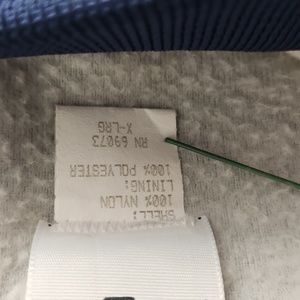 SHELL:
100% NYLON
LINING:
100% POLYESTER
RN 69073
X-LRG